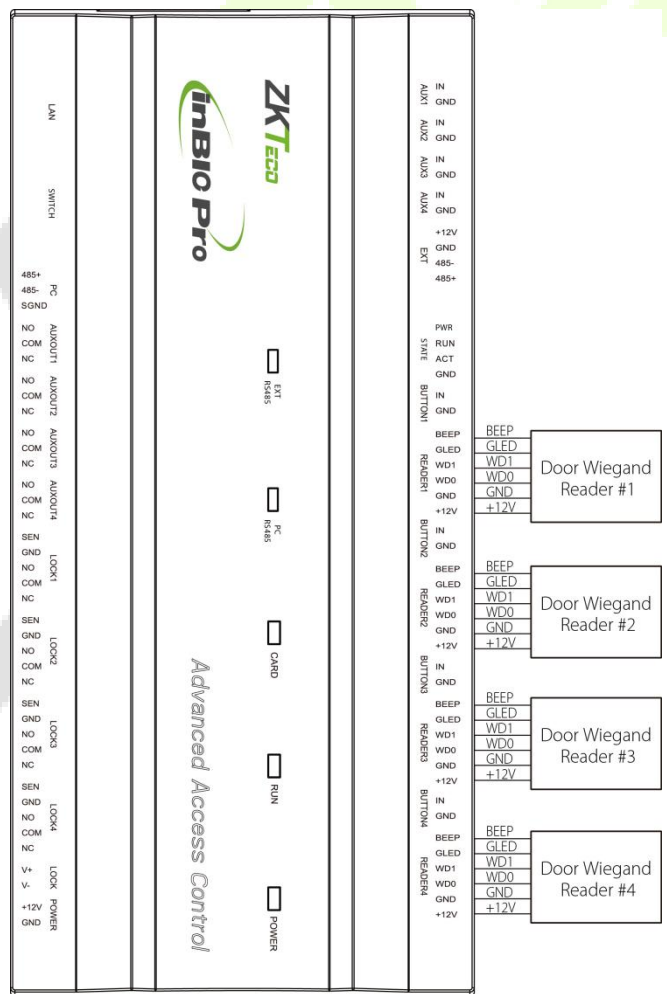 LAN
SWITCH
485+
485-
SGND
PC
NO
COM
NC
AUXOUT1
NO
COM
NC
AUXOUT2
NO
COM
NC
AUXOUT3
NO
COM
NC
AUXOUT4
SEN
GND
NO
COM
NC
LOCK1
SEN
GND
NO
COM
NC
LOCK2
SEN
GND
NO
COM
NC
LOCK3
SEN
GND
NO
COM
NC
LOCK4
V+
V-
LOCK
+12V
GND
POWER
ZKTECO
inBIO Pro
EXT
RS485
PC
RS485
CARD
RUN
POWER
Advanced Access Control
AUX1
IN
GND
AUX2
IN
GND
AUX3
IN
GND
AUX4
IN
GND
EXT
+12V
GND
485-
485+
STATE
PWR
RUN
ACT
GND
BUTTON1
IN
GND
READER1
BEEP
GLED
WD1
WD0
GND
+12V
BUTTON2
IN
GND
READER2
BEEP
GLED
WD1
WD0
GND
+12V
BUTTON3
IN
GND
READER3
BEEP
GLED
WD1
WD0
GND
+12V
BUTTON4
IN
GND
READER4
BEEP
GLED
WD1
WD0
GND
+12V
BEEP
GLED
WD1
WD0
GND
+12V
Door Wiegand
Reader #1
BEEP
GLED
WD1
WD0
GND
+12V
Door Wiegand
Reader #2
BEEP
GLED
WD1
WD0
GND
+12V
Door Wiegand
Reader #3
BEEP
GLED
WD1
WD0
GND
+12V
Door Wiegand
Reader #4